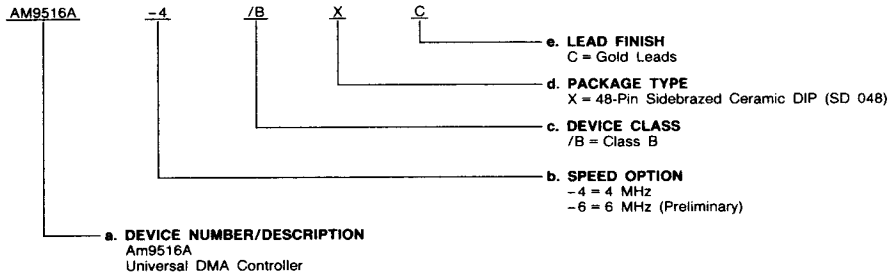 AM9516A -4 /B X C
e. LEAD FINISH
C = Gold Leads
d. PACKAGE TYPE
X = 48-Pin Sidebrazed Ceramic DIP (SD 048)
c. DEVICE CLASS
/B = Class B
b. SPEED OPTION
-4 = 4 MHz
-6 = 6 MHz (Preliminary)
a. DEVICE NUMBER/DESCRIPTION
Am9516A
Universal DMA Controller